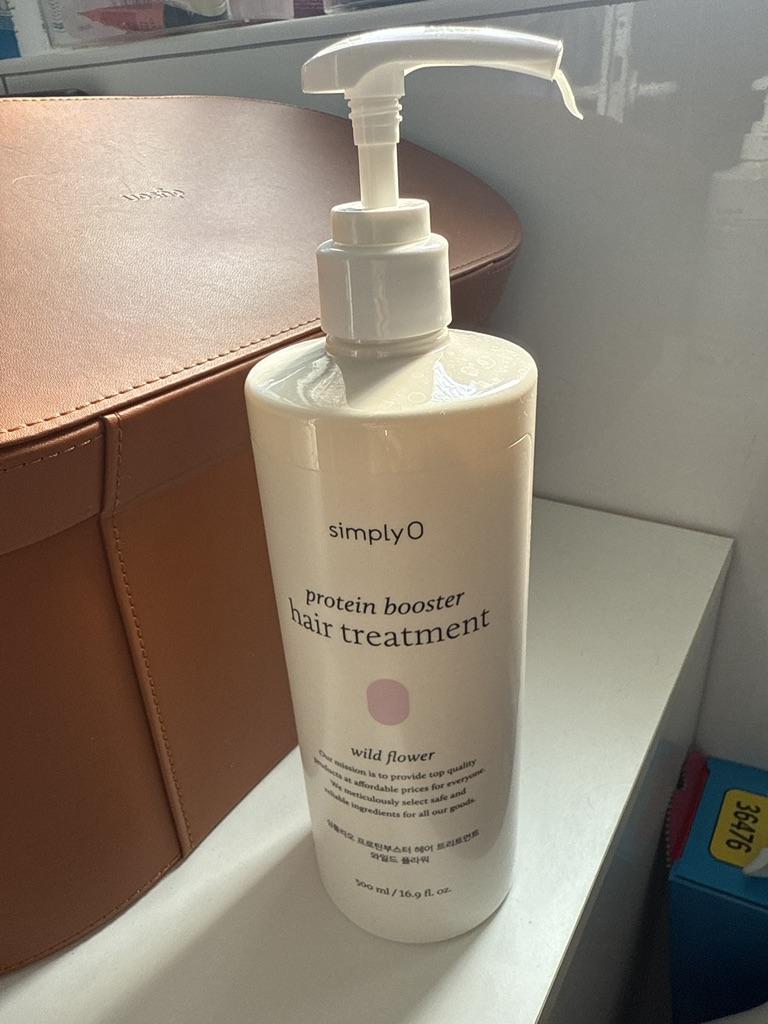 simplyO
protein booster
hair treatment
wild flower
Our mission is to provide top quality
products at affordable prices for everyone.
We meticulously select safe and
reliable ingredients for all our goods.
심플리오 프로틴부스터 헤어 트리트먼트
와일드 플라워
500 ml / 16.9 fl. oz.
36476